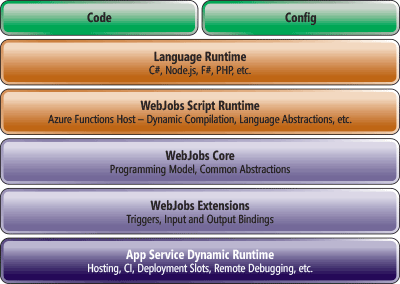 Code
Config
Language Runtime
C#, Node.js, F#, PHP, etc.
WebJobs Script Runtime
Azure Functions Host – Dynamic Compilation, Language Abstractions, etc.
WebJobs Core
Programming Model, Common Abstractions
WebJobs Extensions
Triggers, Input and Output Bindings
App Service Dynamic Runtime
Hosting, CI, Deployment Slots, Remote Debugging, etc.